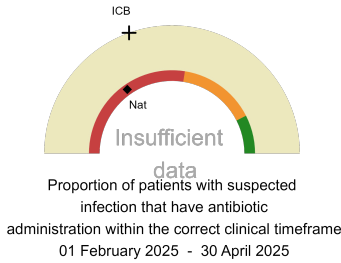 ICB
Nat
Insufficient
data
Proportion of patients with suspected
infection that have antibiotic
administration within the correct clinical timeframe
01 February 2025 - 30 April 2025